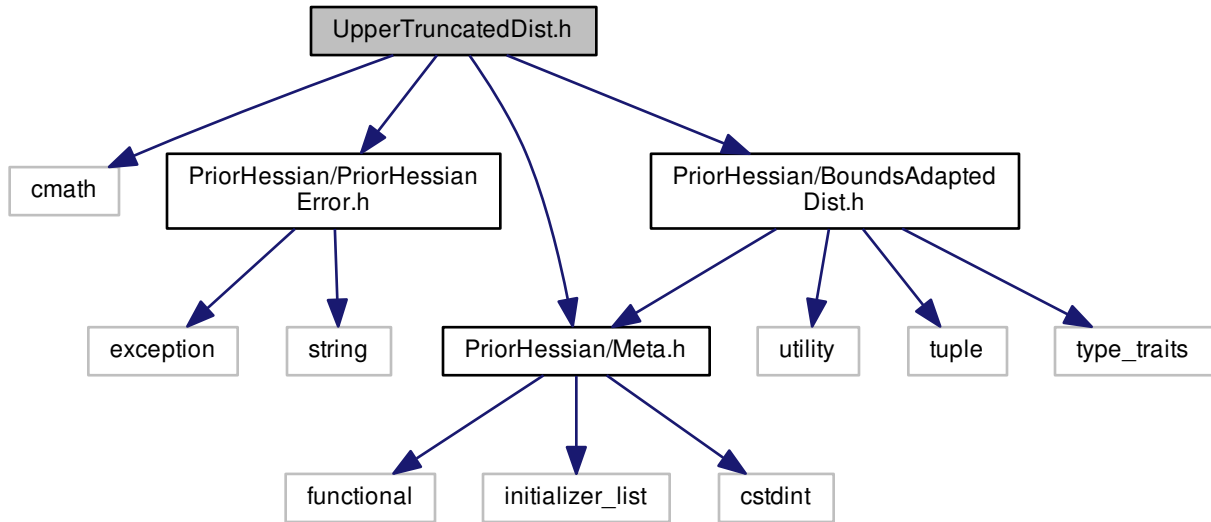 UpperTruncatedDist.h
cmath
PriorHessian/PriorHessian
Error.h
PriorHessian/BoundsAdapted
Dist.h
exception
string
PriorHessian/Meta.h
utility
tuple
type_traits
functional
initializer_list
cstdint